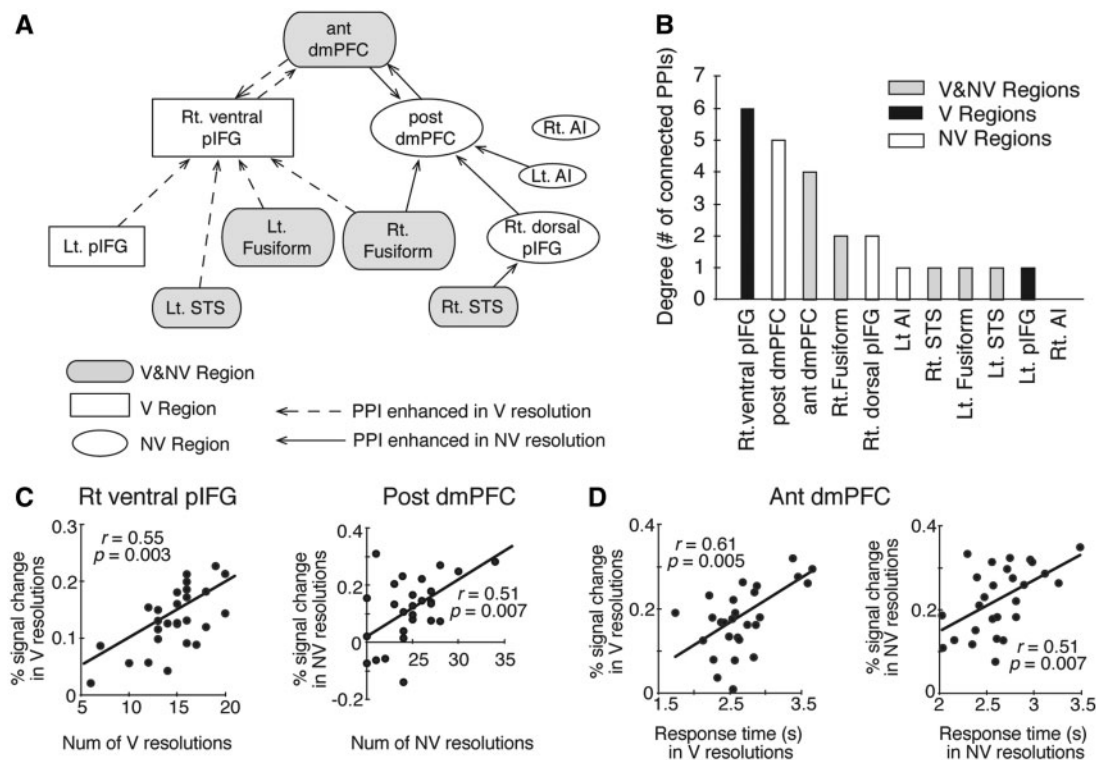 A
ant
dmPFC
Rt. ventral
pIFG
post
dmPFC
Rt. AI
Lt. AI
Lt. pIFG
Lt.
Fusiform
Rt.
Fusiform
Rt. dorsal
pIFG
Lt. STS
Rt. STS
V&NV Region
V Region
NV Region
PPI enhanced in V resolution
PPI enhanced in NV resolution
B
Degree (# of connected PPIs)
7
6
5
4
3
2
1
0
V&NV Regions
V Regions
NV Regions
Rt.ventral pIFG
post dmPFC
ant dmPFC
Rt.Fusiform
Rt. dorsal pIFG
Lt AI
Rt. STS
Lt. Fusiform
Lt. STS
Lt. pIFG
Rt. AI
C
Rt ventral pIFG
% signal change
in V resolutions
0.3
0.2
0.1
0
r = 0.55
p = 0.003
5 10 15 20
Num of V resolutions
Post dmPFC
% signal change
in NV resolutions
0.4
0.2
0
-0.2
r = 0.51
p = 0.007
25 30 35
Num of NV resolutions
D
Ant dmPFC
% signal change
in V resolutions
0.4
0.2
0
r = 0.61
p = 0.005
1.5 2.5 3.5
Response time (s)
in V resolutions
% signal change
in NV resolutions
0.4
0.2
0
r = 0.51
p = 0.007
2 2.5 3 3.5
Response time (s)
in NV resolutions